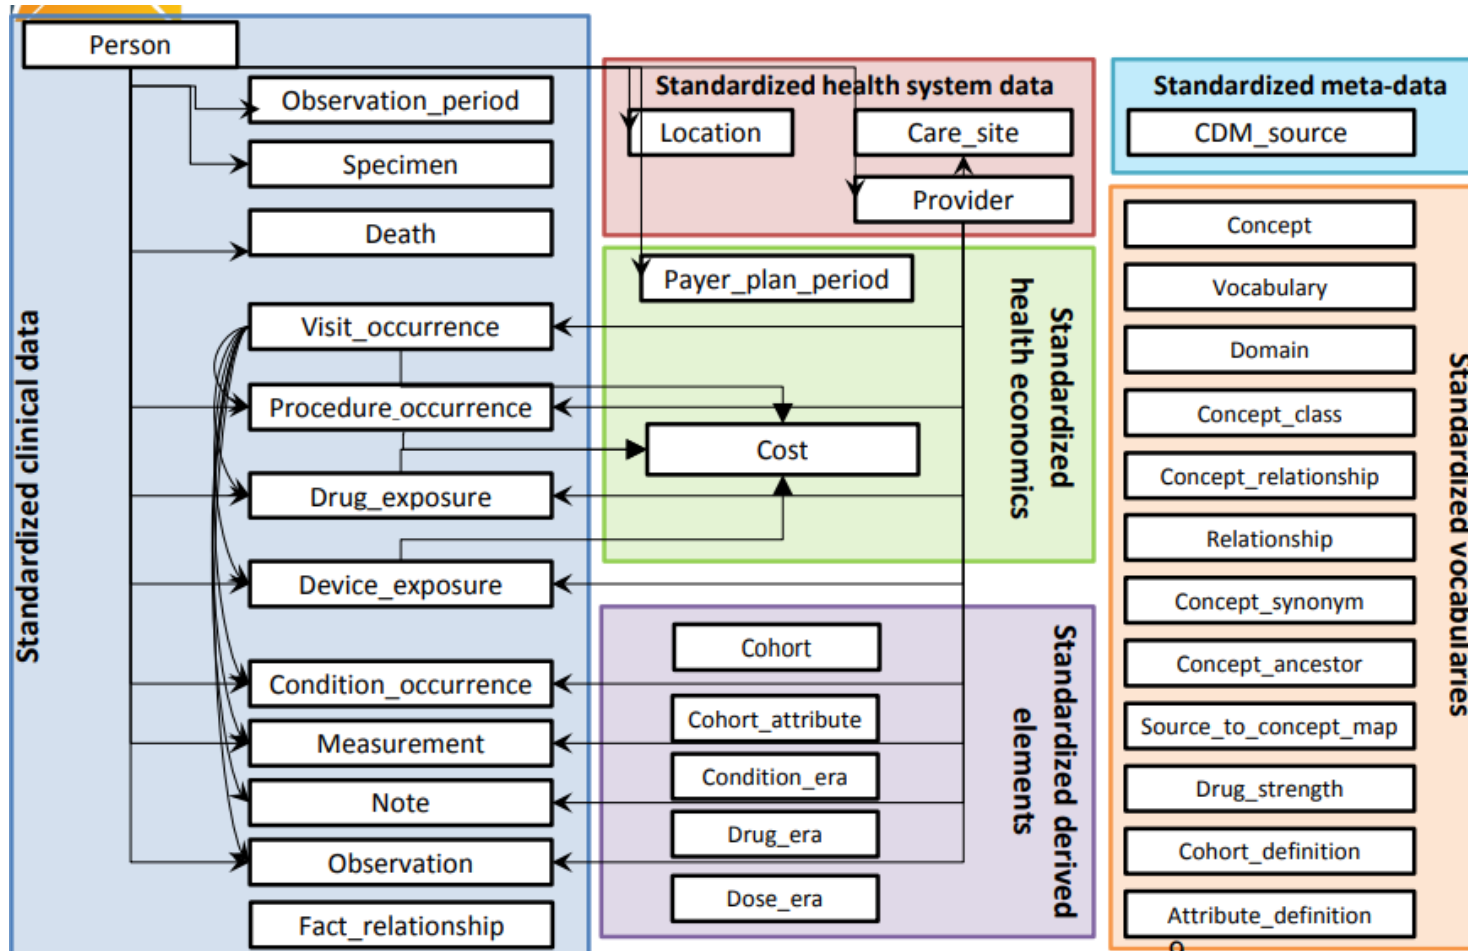 Person
Observation_period
Specimen
Death
Visit_occurrence
Procedure_occurrence
Drug_exposure
Device_exposure
Condition_occurrence
Measurement
Note
Observation
Fact_relationship
Standardized clinical data
Standardized health system data
Location
Care_site
Provider
Payer_plan_period
Cost
Standardized
health economics
Cohort
Cohort_attribute
Condition_era
Drug_era
Dose_era
Standardized derived
elements
Standardized meta-data
CDM_source
Concept
Vocabulary
Domain
Concept_class
Concept_relationship
Relationship
Concept_synonym
Concept_ancestor
Source_to_concept_map
Drug_strength
Cohort_definition
Attribute_definition
Standardized vocabularies